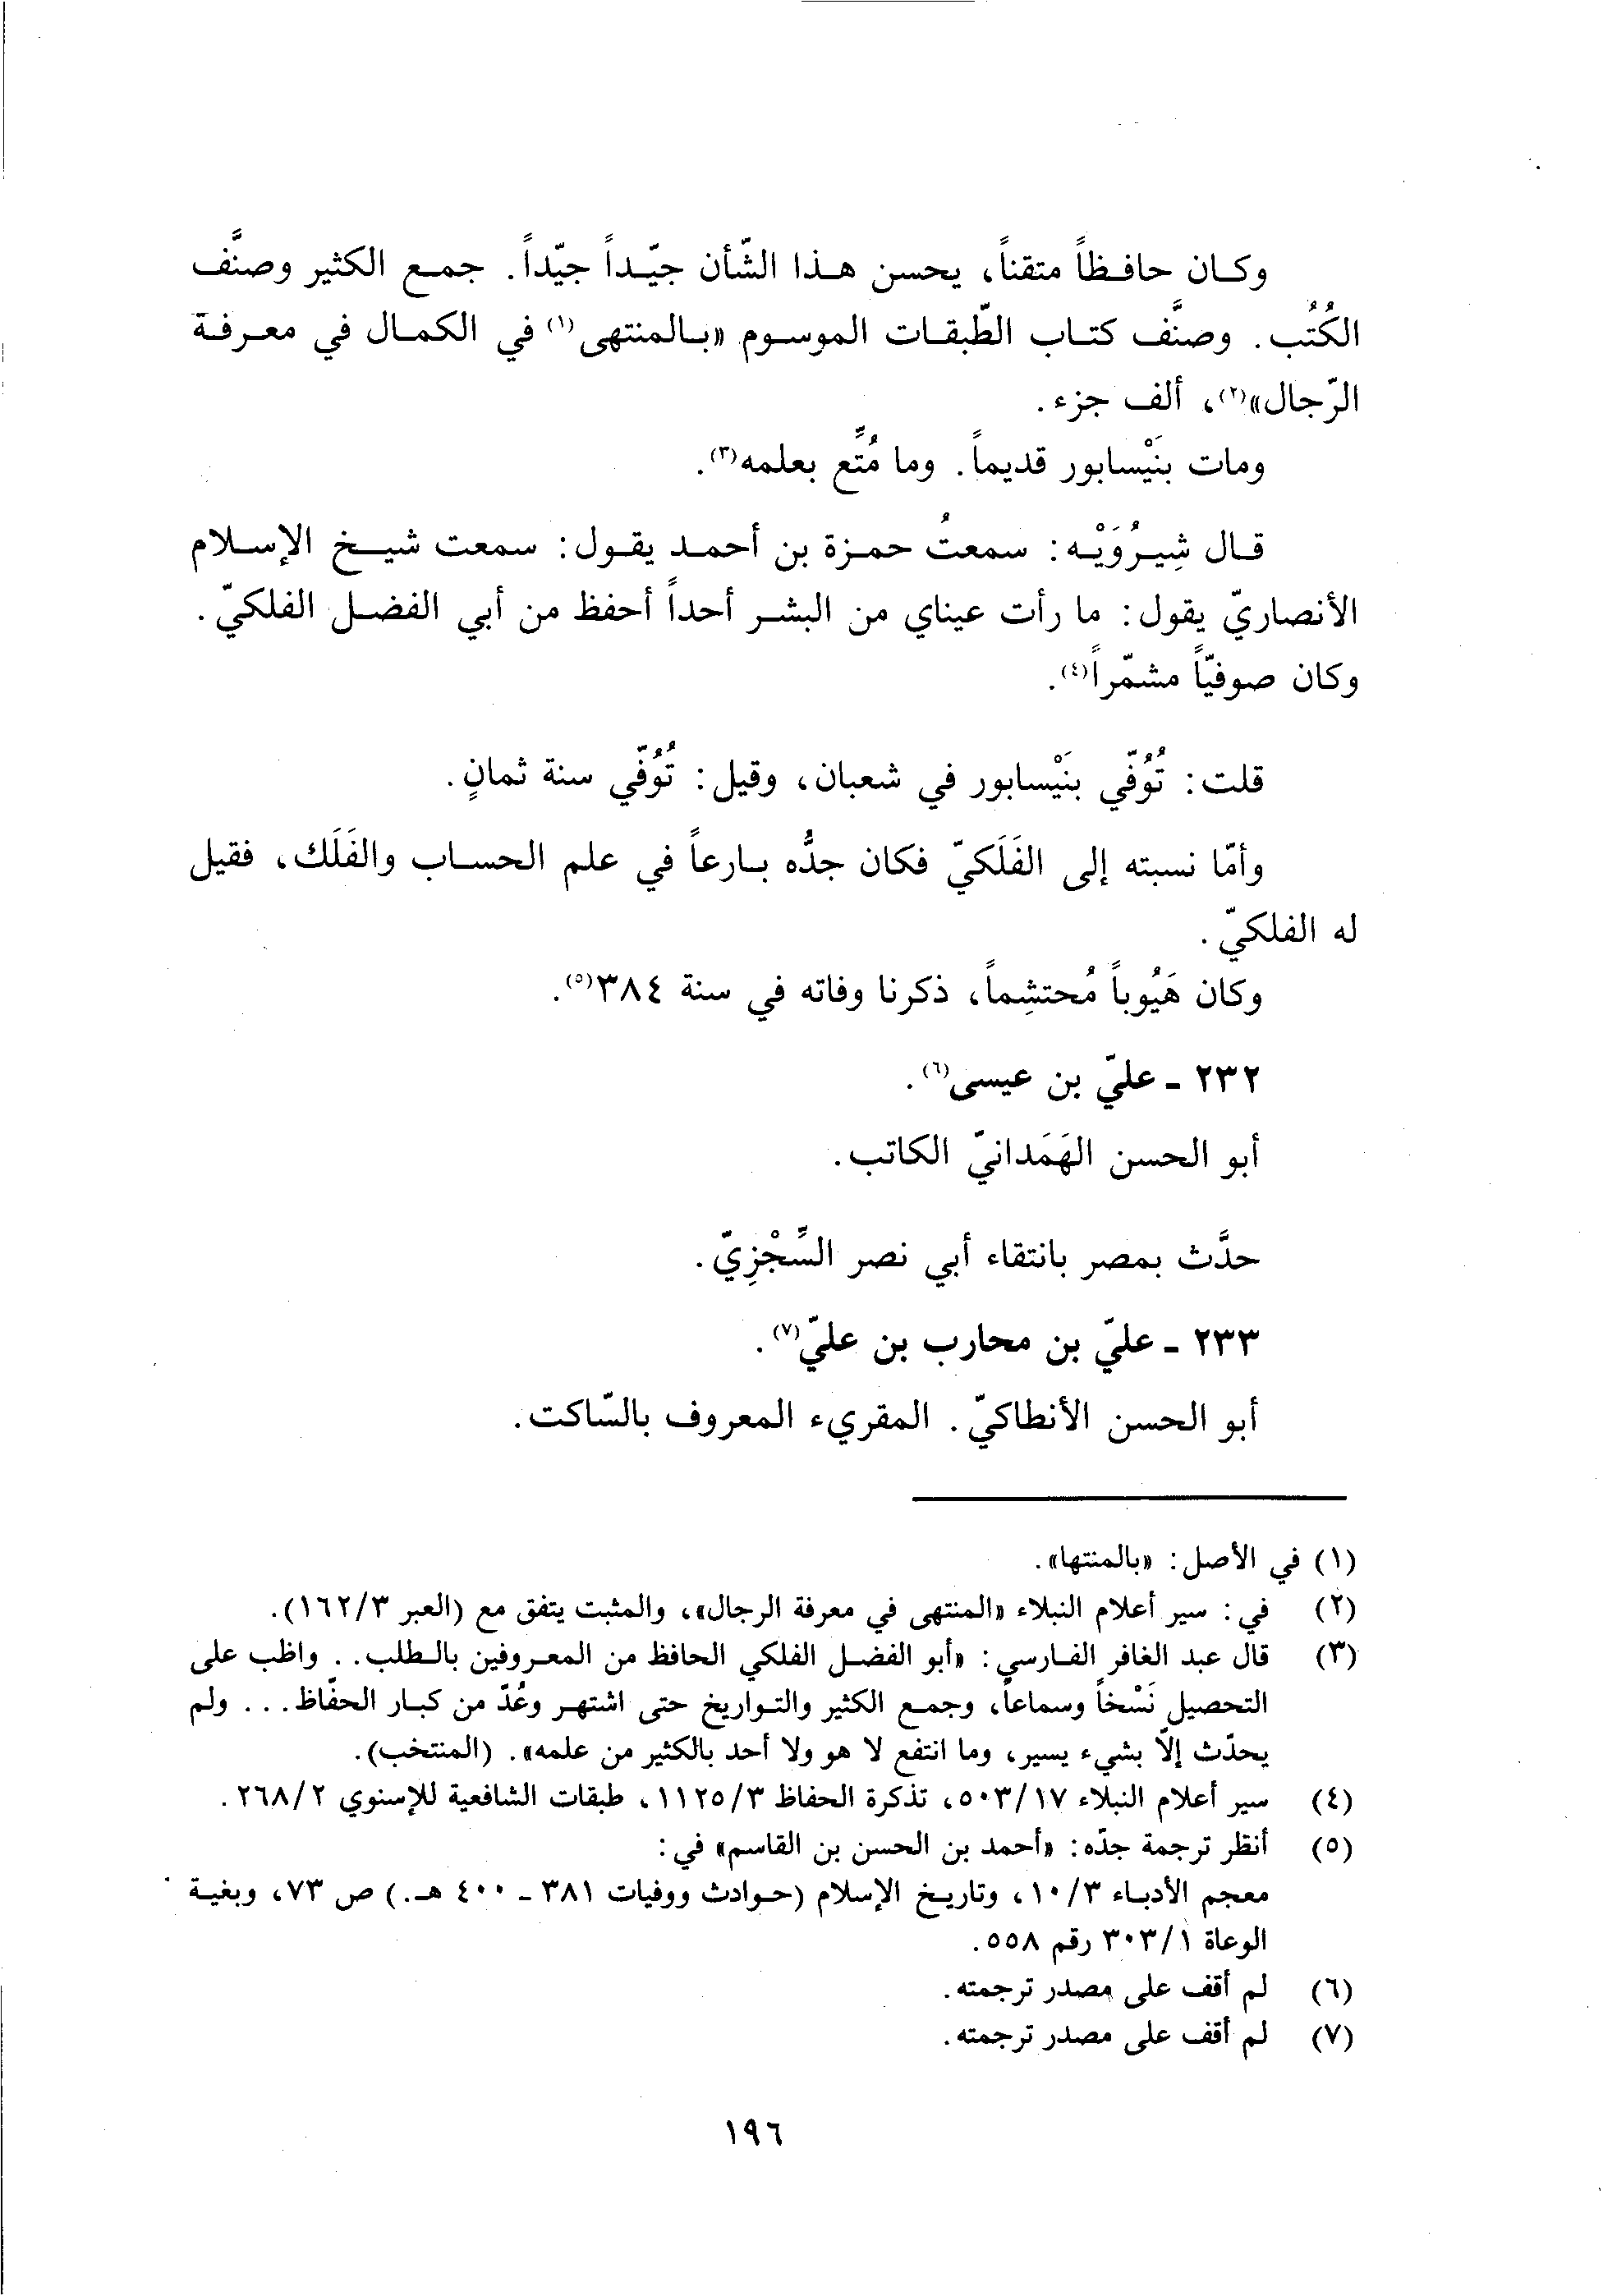 وكان حافظاً متقناً، يحسن هذا الشّأن جيّداً جيّداً. جمع الكثير وصنَّف
الكُتُب. وصنَّف كتاب الطّبقات الموسوم «بالمنتهى(١) في الكمال في معرفة
الرّجال»(٢)، ألف جزء.
ومات بنَيْسابور قديماً. وما مُتِّع بعلمه(٣).
قال شِيرُوَيْه: سمعتُ حمزة بن أحمد يقول: سمعت شيخ الإسلام
الأنصاريّ يقول: ما رأت عيناي من البشر أحداً أحفظ من أبي الفضل الفلكيّ.
وكان صوفيّاً مشمّراً(٤).
قلت: تُوُفّي بنَيْسابور في شعبان، وقيل: تُوُفّي سنة ثمانٍ.
وأمّا نسبته إلى الفَلَكيّ فكان جدُّه بارعاً في علم الحساب والفَلَك، فقيل
له الفلكيّ.
وكان هَيُوباً مُحتشِماً، ذكرنا وفاته في سنة ٣٨٤(٥).
٢٣٢ ـ عليّ بن عيسى(٦).
أبو الحسن الهَمَدانيّ الكاتب.
حدَّث بمصر بانتقاء أبي نصر السِّجْزِيّ.
٢٣٣ ـ عليّ بن محارب بن عليّ(٧).
أبو الحسن الأنطاكيّ. المقريء المعروف بالسّاكت.
(١) في الأصل: «بالمنتها».
(٢) في: سير أعلام النبلاء «المنتهى في معرفة الرجال»، والمثبت يتفق مع (العبر ١٦٢/٣).
(٣) قال عبد الغافر الفارسي: «أبو الفضل الفلكي الحافظ من المعروفين بالطلب.. واظب على
التحصيل نَسْخاً وسماعاً، وجمع الكثير والتواريخ حتى اشتهر وعُدّ من كبار الحفّاظ... ولم
يحدّث إلاّ بشيء يسير، وما انتفع لا هو ولا أحد بالكثير من علمه». (المنتخب).
(٤) سير أعلام النبلاء ٥٠٣/١٧، تذكرة الحفاظ ١١٢٥/٣، طبقات الشافعية للإسنوي ٢٦٨/٢.
(٥) أنظر ترجمة جدّه: «أحمد بن الحسن بن القاسم» في:
معجم الأدباء ١٠/٣، وتاريخ الإسلام (حوادث ووفيات ٣٨١ ـ ٤٠٠ هـ.) ص ٧٣، وبغية
الوعاة ٣٠٣/١ رقم ٥٥٨.
(٦) لم أقف على مصدر ترجمته.
(٧) لم أقف على مصدر ترجمته.
١٩٦